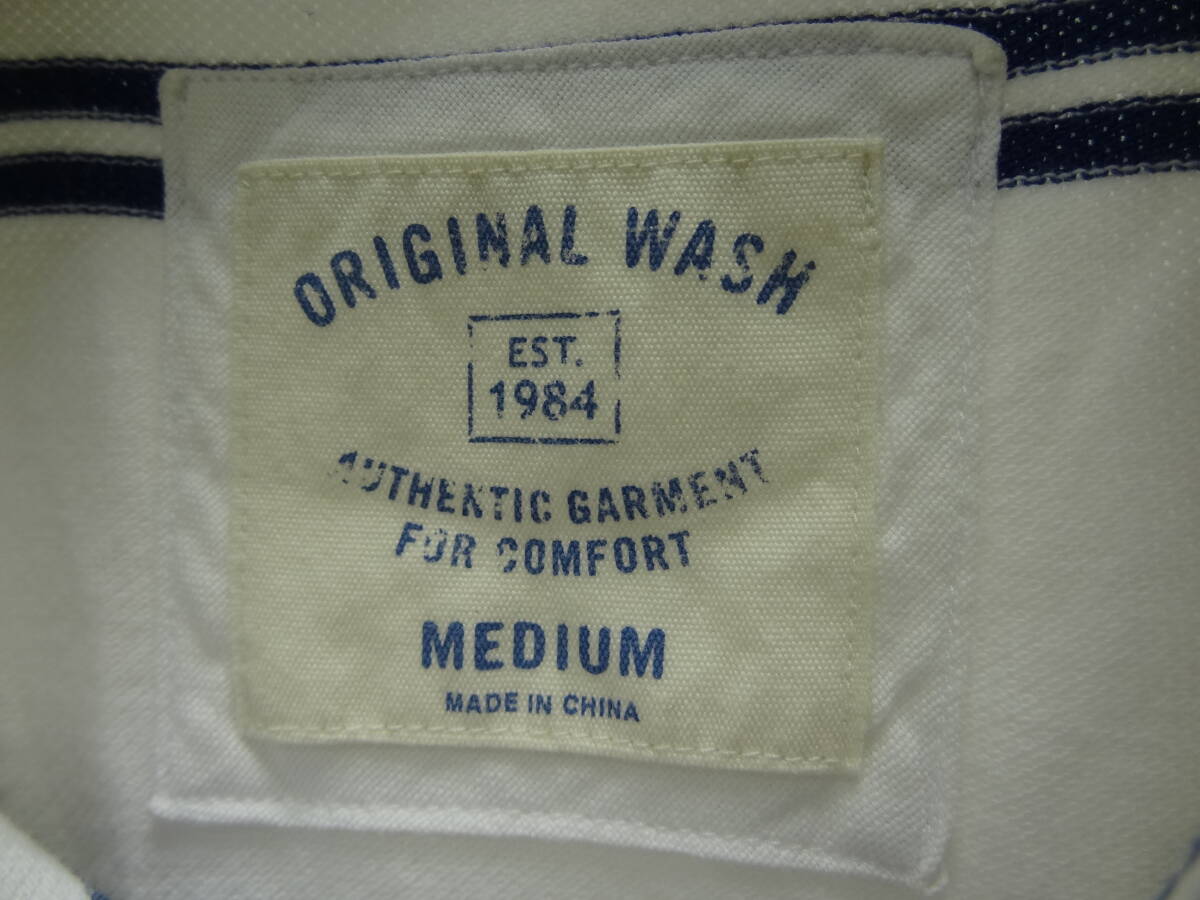 ORIGINAL WASH
EST.
1984
AUTHENTIC GARMENT
FOR COMFORT
MEDIUM
MADE IN CHINA